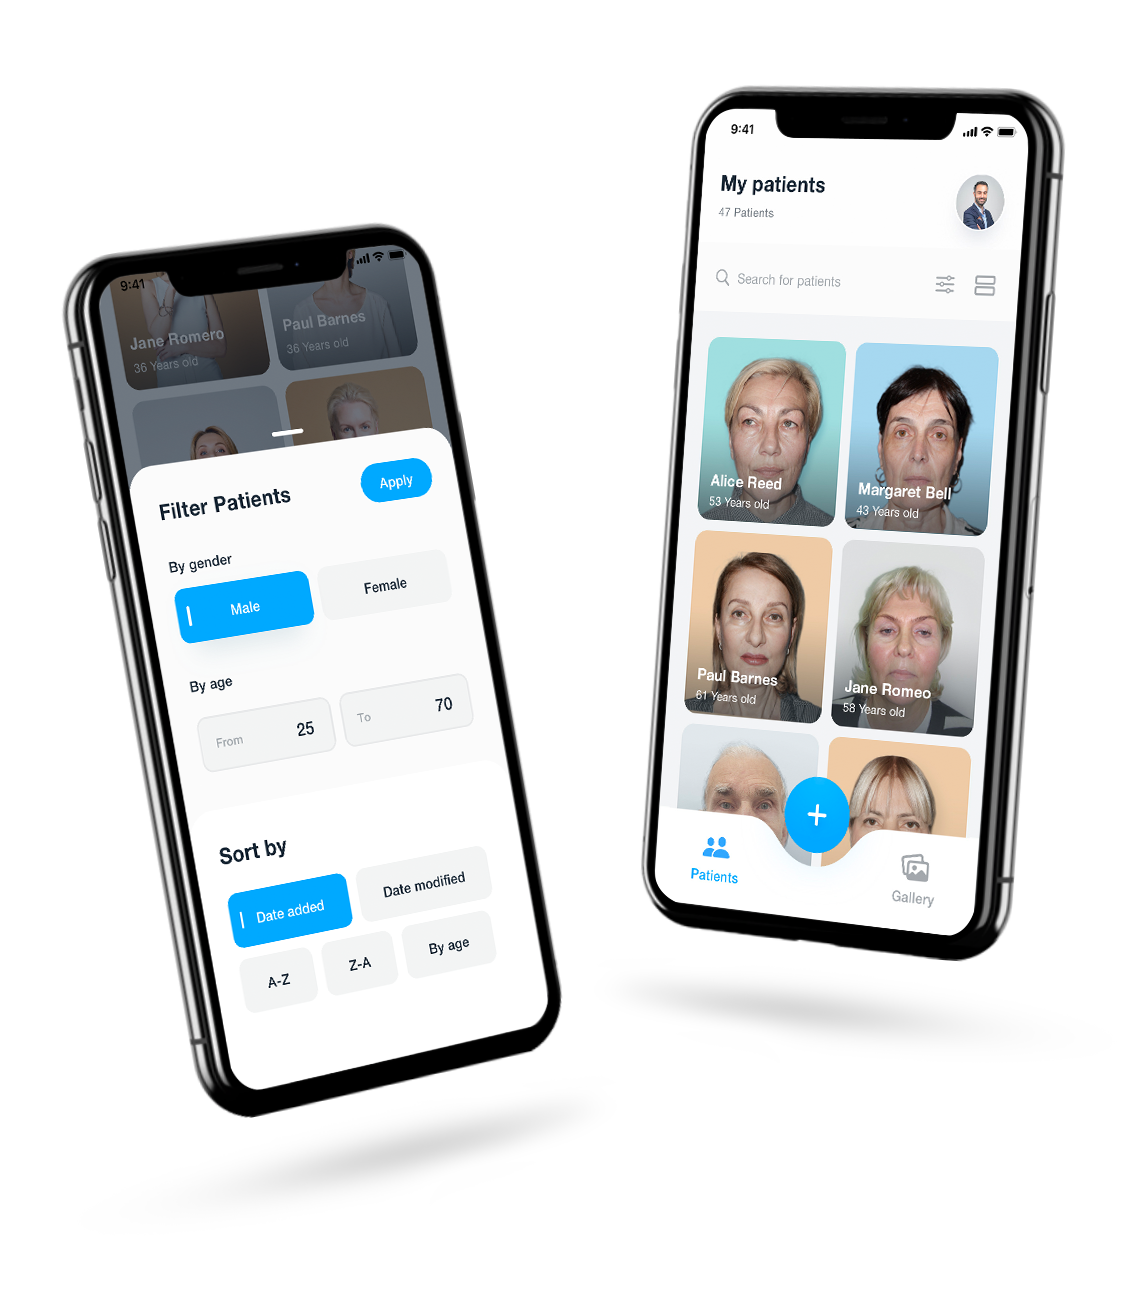 9:41
Jane Romero
36 Years old
Paul Barnes
36 Years old
Filter Patients
Apply
By gender
Male
Female
By age
From
25
To
70
Sort by
Date added
Date modified
A-Z
Z-A
By age
9:41
My patients
47 Patients
Search for patients
Alice Reed
53 Years old
Margaret Bell
43 Years old
Paul Barnes
61 Years old
Jane Romeo
58 Years old
Patients
Gallery